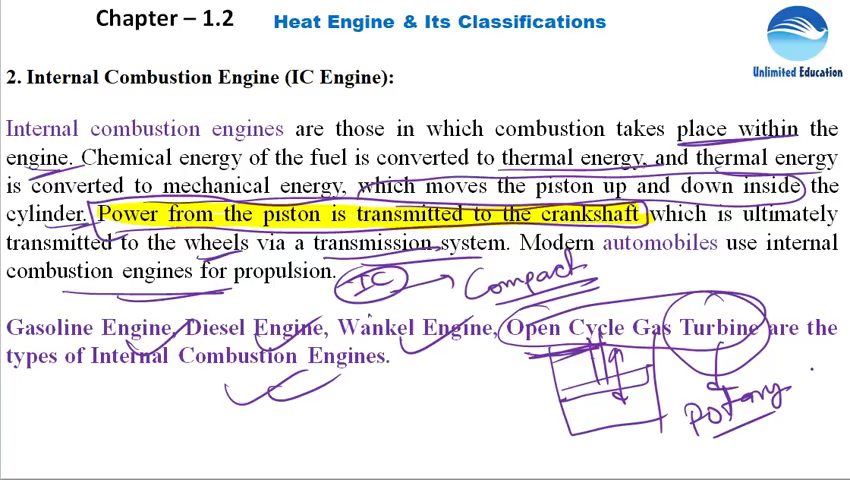 Chapter – 1.2
Heat Engine & Its Classifications
Unlimited Education
2. Internal Combustion Engine (IC Engine):
Internal combustion engines are those in which combustion takes place within the
engine. Chemical energy of the fuel is converted to thermal energy, and thermal energy
is converted to mechanical energy, which moves the piston up and down inside the
cylinder. Power from the piston is transmitted to the crankshaft which is ultimately
transmitted to the wheels via a transmission system. Modern automobiles use internal
combustion engines for propulsion.
IC
Compact
Gasoline Engine, Diesel Engine, Wankel Engine, Open Cycle Gas Turbine are the
types of Internal Combustion Engines.
Rotary